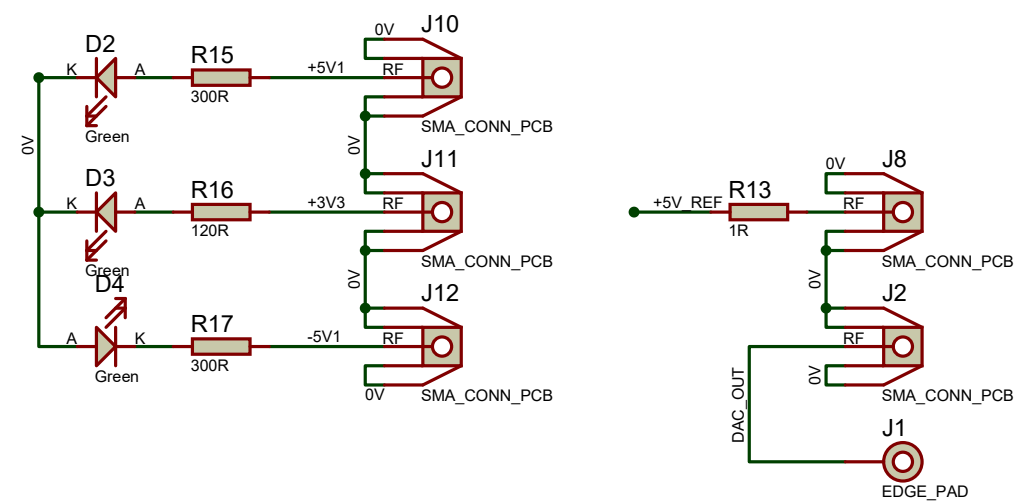 0V
J10
D2
R15
K
A
+5V1
RF
300R
Green
SMA_CONN_PCB
0V
0V
J11
D3
R16
K
A
+3V3
RF
120R
Green
SMA_CONN_PCB
D4
0V
J12
R17
A
K
-5V1
RF
300R
Green
0V
SMA_CONN_PCB
0V
J8
R13
+5V_REF
RF
1R
SMA_CONN_PCB
0V
J2
RF
0V
SMA_CONN_PCB
DAC_OUT
J1
EDGE_PAD